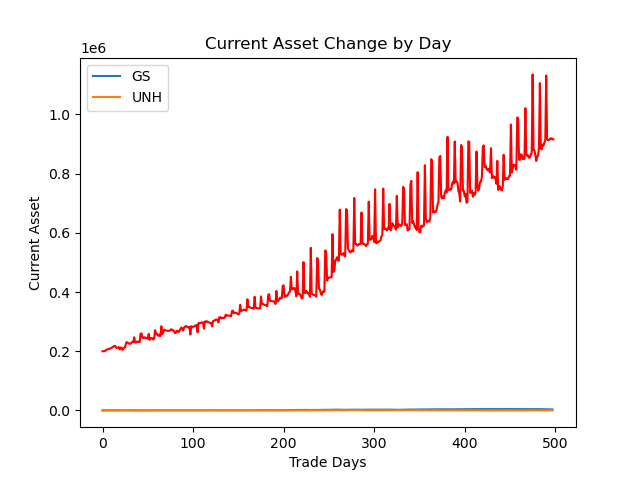 Current Asset Change by Day
1e6
GS
UNH
1.0
0.8
0.6
0.4
0.2
0.0
Current Asset
0 100 200 300 400 500
Trade Days